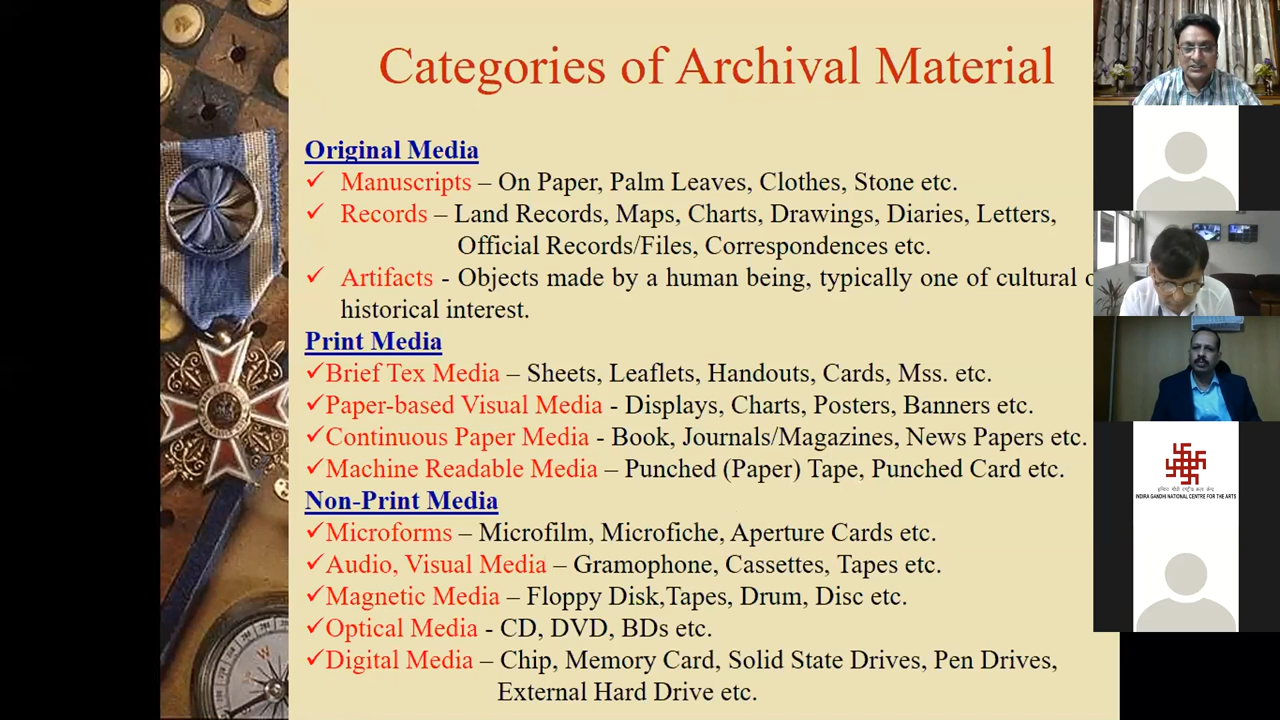 Categories of Archival Material
Original Media
✓ Manuscripts – On Paper, Palm Leaves, Clothes, Stone etc.
✓ Records – Land Records, Maps, Charts, Drawings, Diaries, Letters,
Official Records/Files, Correspondences etc.
✓ Artifacts - Objects made by a human being, typically one of cultural
historical interest.
Print Media
✓Brief Tex Media – Sheets, Leaflets, Handouts, Cards, Mss. etc.
✓Paper-based Visual Media - Displays, Charts, Posters, Banners etc.
✓Continuous Paper Media - Book, Journals/Magazines, News Papers etc.
✓Machine Readable Media – Punched (Paper) Tape, Punched Card etc.
Non-Print Media
✓Microforms – Microfilm, Microfiche, Aperture Cards etc.
✓Audio, Visual Media – Gramophone, Cassettes, Tapes etc.
✓Magnetic Media – Floppy Disk,Tapes, Drum, Disc etc.
✓Optical Media - CD, DVD, BDs etc.
✓Digital Media – Chip, Memory Card, Solid State Drives, Pen Drives,
External Hard Drive etc.
INDIRA GANDHI NATIONAL CENTRE FOR THE ARTS